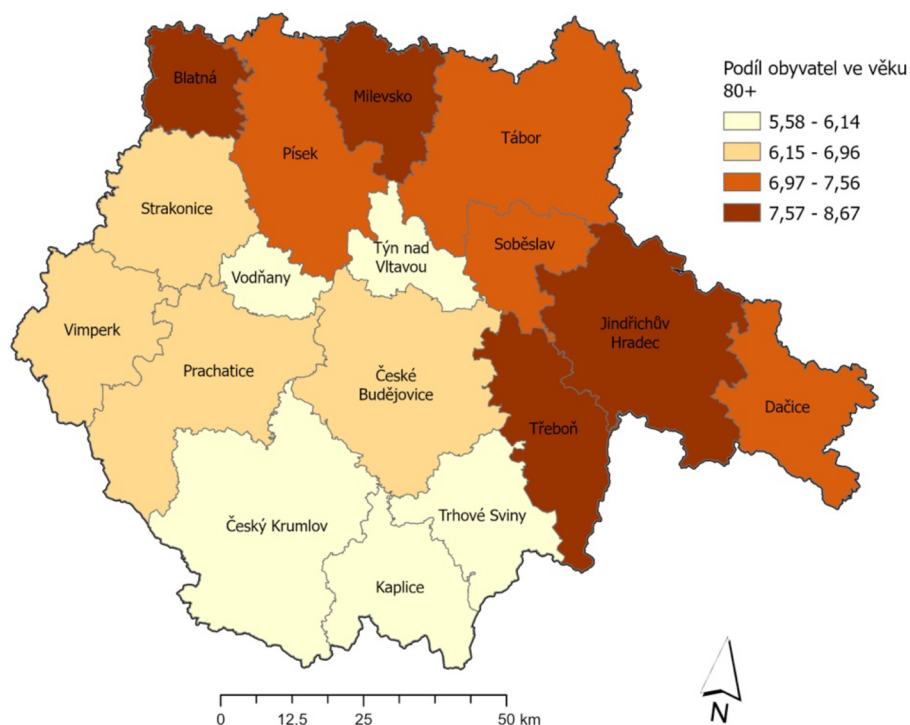 Podíl obyvatel ve věku
80+
5,58 - 6,14
6,15 - 6,96
6,97 - 7,56
7,57 - 8,67
Blatná
Milevsko
Tábor
Písek
Strakonice
Soběslav
Týn nad
Vltavou
Vodňany
Vimperk
Jindřichův
Hradec
Prachatice
České
Budějovice
Dačice
Třeboň
Trhové Sviny
Český Krumlov
Kaplice
0 12.5 25 50 km
N